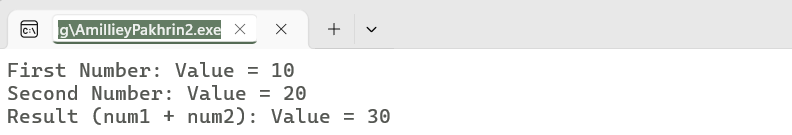 g\AmillieyPakhrin2.exe
First Number: Value = 10
Second Number: Value = 20
Result (num1 + num2): Value = 30